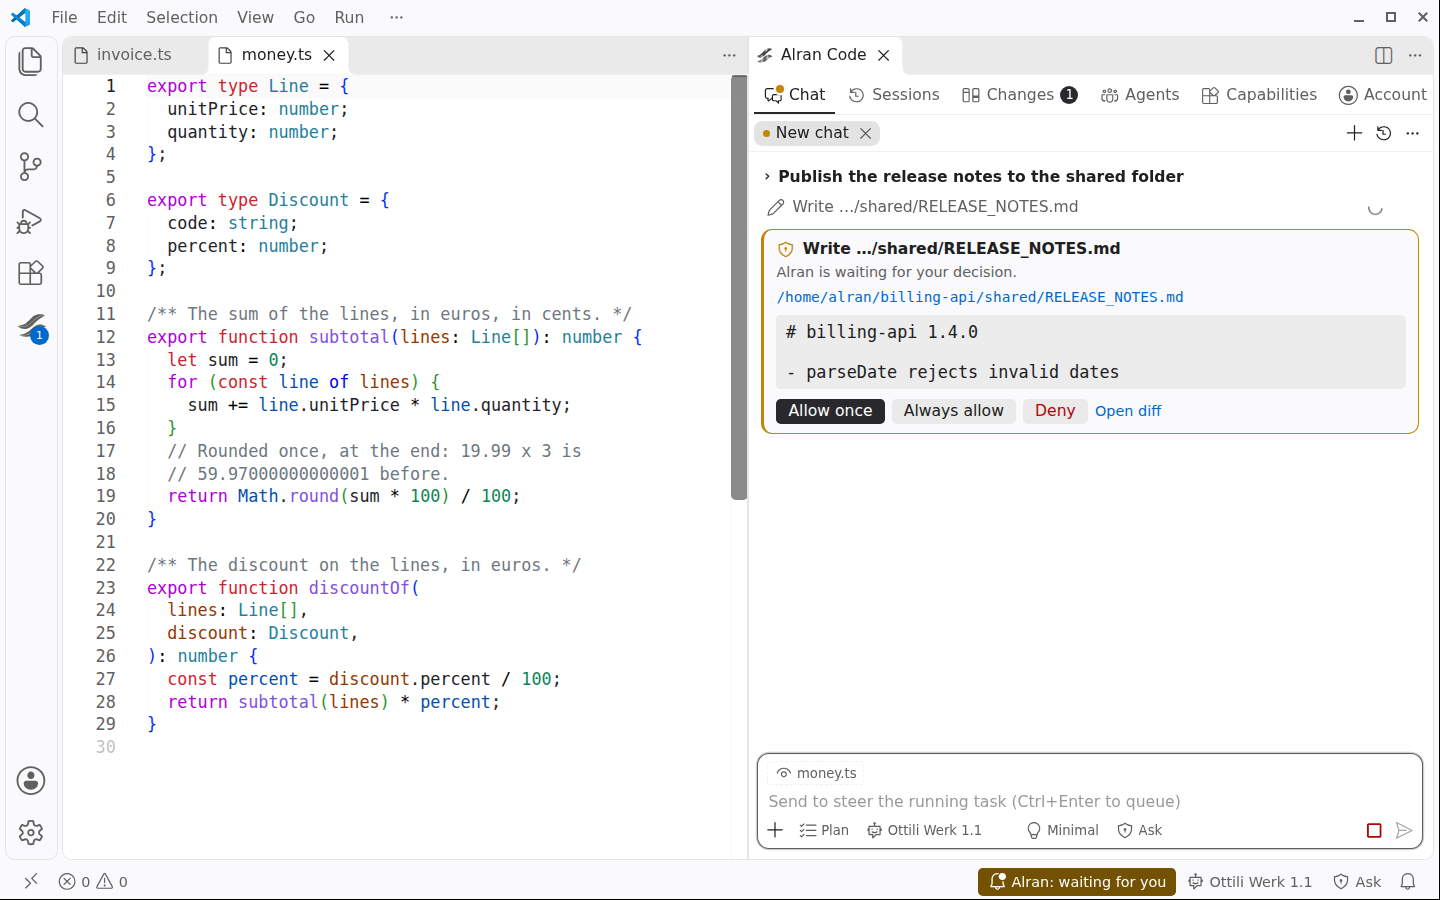 File Edit Selection View Go Run ···
invoice.ts
money.ts
Alran Code
1 export type Line = {
2 unitPrice: number;
3 quantity: number;
4 };
5
6 export type Discount = {
7 code: string;
8 percent: number;
9 };
10
11 /** The sum of the lines, in euros, in cents. */
12 export function subtotal(lines: Line[]): number {
13 let sum = 0;
14 for (const line of lines) {
15 sum += line.unitPrice * line.quantity;
16 }
17 // Rounded once, at the end: 19.99 x 3 is
18 // 59.97000000000001 before.
19 return Math.round(sum * 100) / 100;
20 }
21
22 /** The discount on the lines, in euros. */
23 export function discountOf(
24 lines: Line[],
25 discount: Discount,
26 ): number {
27 const percent = discount.percent / 100;
28 return subtotal(lines) * percent;
29 }
30
1
Chat Sessions Changes 1 Agents Capabilities Account
New chat
Publish the release notes to the shared folder
Write …/shared/RELEASE_NOTES.md
Write …/shared/RELEASE_NOTES.md
Alran is waiting for your decision.
/home/alran/billing-api/shared/RELEASE_NOTES.md
# billing-api 1.4.0
- parseDate rejects invalid dates
Allow once Always allow Deny Open diff
money.ts
Send to steer the running task (Ctrl+Enter to queue)
Plan Ottili Werk 1.1 Minimal Ask
0 0 Alran: waiting for you Ottili Werk 1.1 Ask